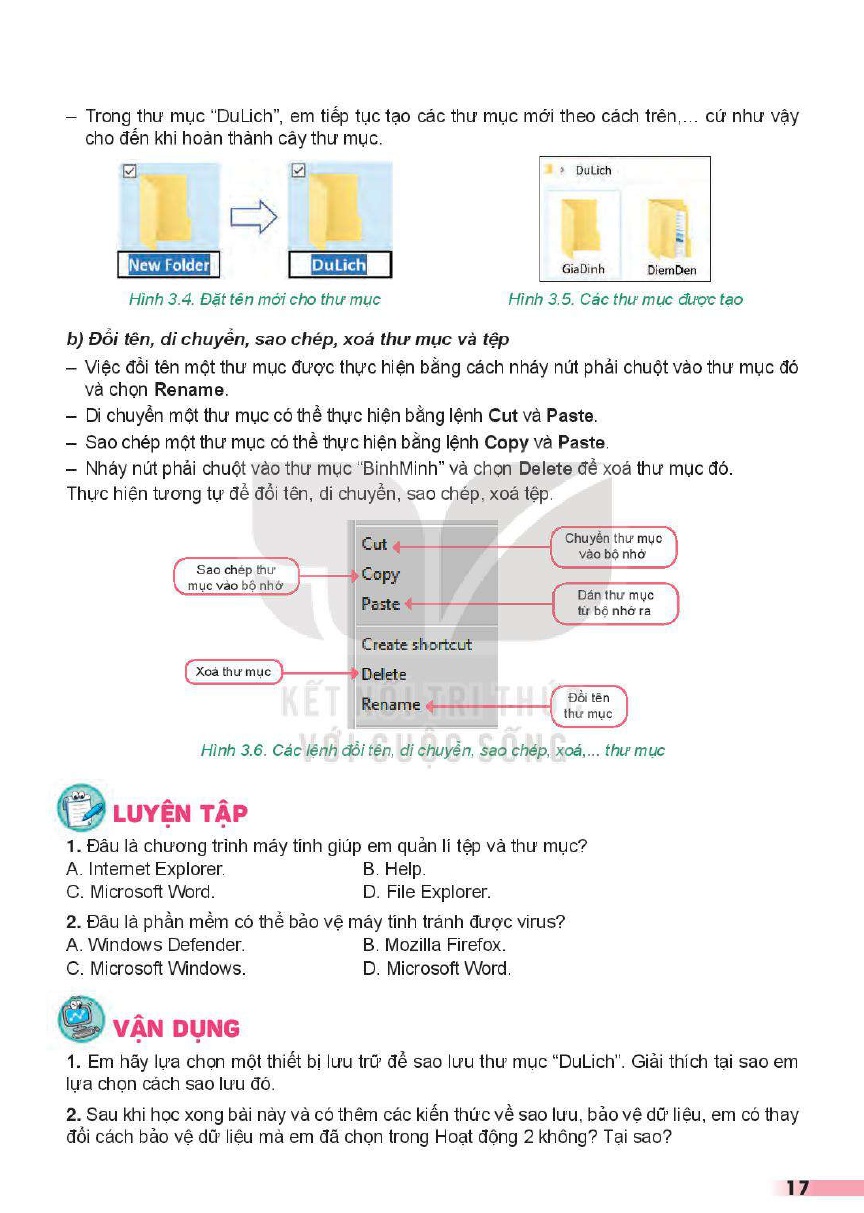 – Trong thư mục “DuLich”, em tiếp tục tạo các thư mục mới theo cách trên,... cứ như vậy
cho đến khi hoàn thành cây thư mục.
New Folder
DuLich
DuLich
GiaDinh
DiemDen
Hình 3.4. Đặt tên mới cho thư mục
Hình 3.5. Các thư mục được tạo
b) Đổi tên, di chuyển, sao chép, xoá thư mục và tệp
– Việc đổi tên một thư mục được thực hiện bằng cách nháy nút phải chuột vào thư mục đó
và chọn Rename.
– Di chuyển một thư mục có thể thực hiện bằng lệnh Cut và Paste.
– Sao chép một thư mục có thể thực hiện bằng lệnh Copy và Paste.
– Nháy nút phải chuột vào thư mục “BinhMinh” và chọn Delete để xoá thư mục đó.
Thực hiện tương tự để đổi tên, di chuyển, sao chép, xoá tệp.
Cut
Chuyển thư mục
vào bộ nhớ
Sao chép thư
mục vào bộ nhớ
Copy
Paste
Dán thư mục
từ bộ nhớ ra
Create shortcut
Xoá thư mục
Delete
Rename
Đổi tên
thư mục
KẾT NỐI TRI THỨC
VỚI CUỘC SỐNG
Hình 3.6. Các lệnh đổi tên, di chuyển, sao chép, xoá,... thư mục
LUYỆN TẬP
1. Đâu là chương trình máy tính giúp em quản lí tệp và thư mục?
A. Internet Explorer.
B. Help.
C. Microsoft Word.
D. File Explorer.
2. Đâu là phần mềm có thể bảo vệ máy tính tránh được virus?
A. Windows Defender.
B. Mozilla Firefox.
C. Microsoft Windows.
D. Microsoft Word.
VẬN DỤNG
1. Em hãy lựa chọn một thiết bị lưu trữ để sao lưu thư mục “DuLich”. Giải thích tại sao em
lựa chọn cách sao lưu đó.
2. Sau khi học xong bài này và có thêm các kiến thức về sao lưu, bảo vệ dữ liệu, em có thay
đổi cách bảo vệ dữ liệu mà em đã chọn trong Hoạt động 2 không? Tại sao?
17